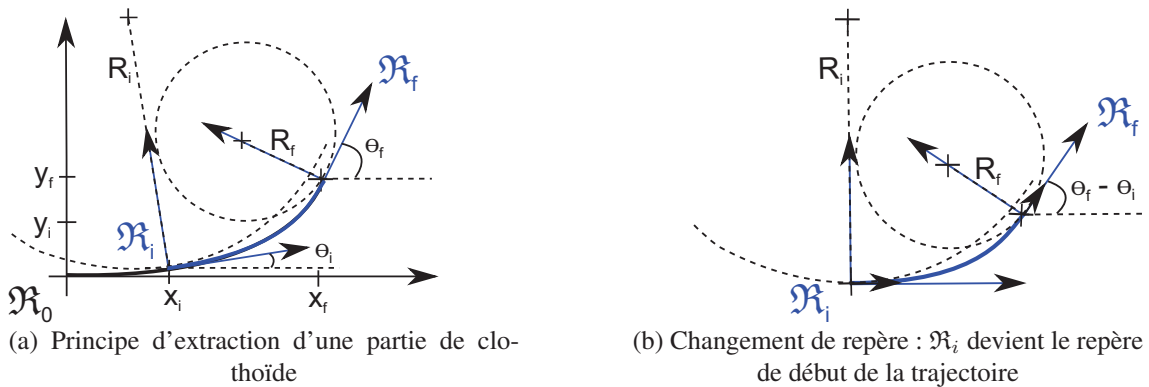 R_i
ℜ_f
R_f
θ_f
y_f
y_i
ℜ_i
θ_i
ℜ_0
x_i
x_f
(a) Principe d'extraction d'une partie de clo-
thoïde
R_i
ℜ_f
R_f
θ_f - θ_i
ℜ_i
(b) Changement de repère : ℜ_i devient le repère
de début de la trajectoire